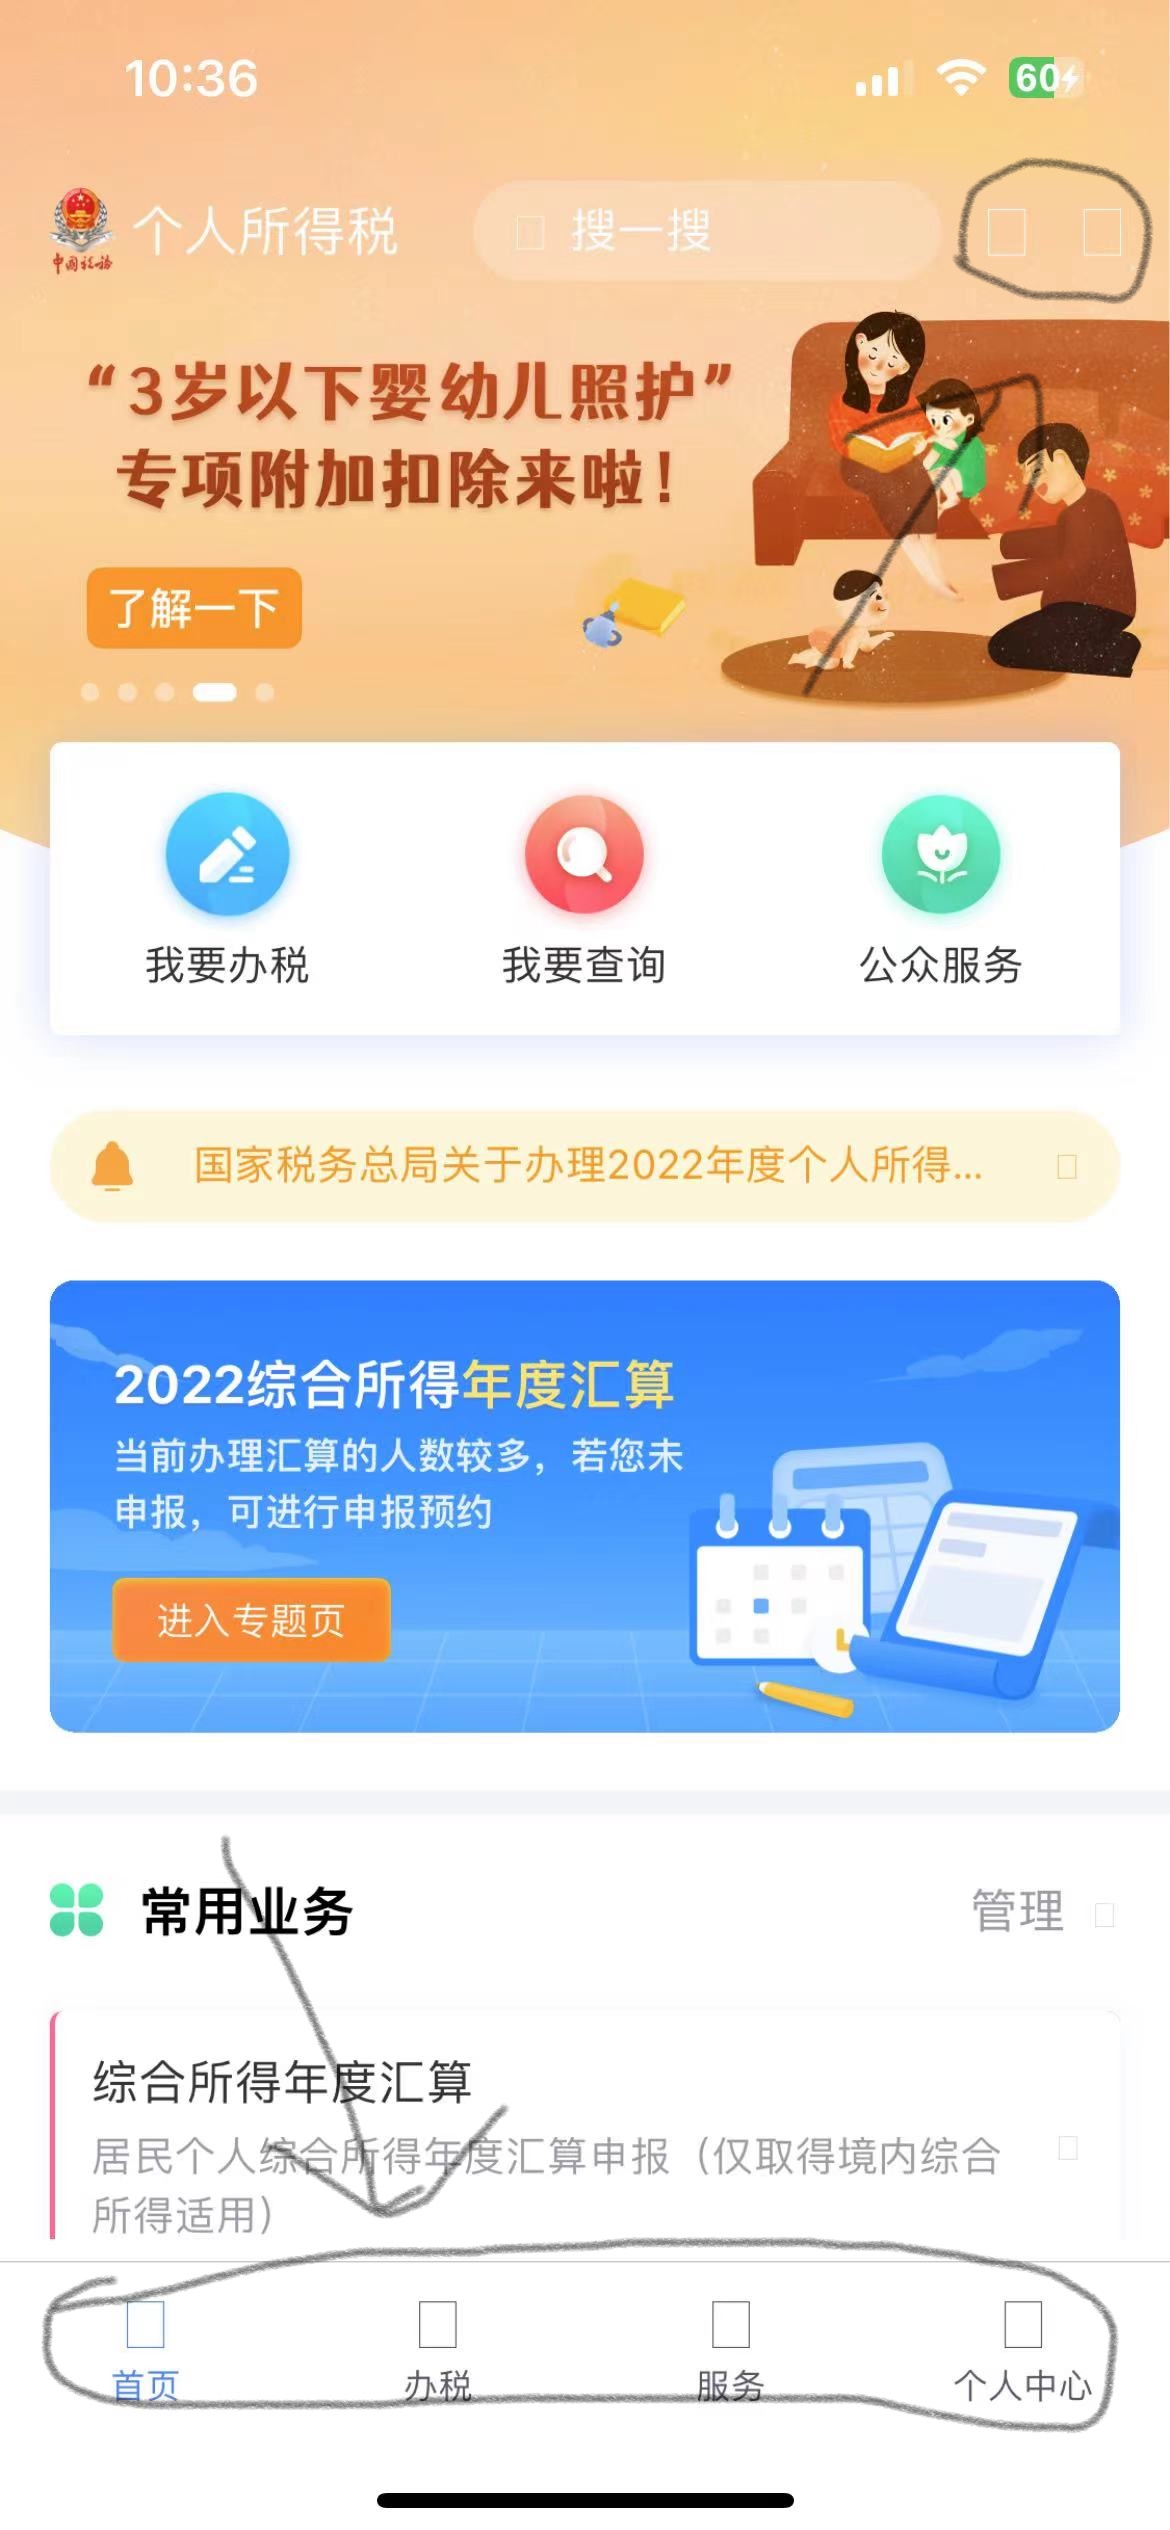 10:36
60
个人所得税
搜一搜
中国税务
“3岁以下婴幼儿照护”
专项附加扣除来啦！
了解一下
我要办税
我要查询
公众服务
国家税务总局关于办理2022年度个人所得...
2022综合所得年度汇算
当前办理汇算的人数较多，若您未
申报，可进行申报预约
进入专题页
常用业务
管理
综合所得年度汇算
居民个人综合所得年度汇算申报（仅取得境内综合
所得适用）
首页
办税
服务
个人中心